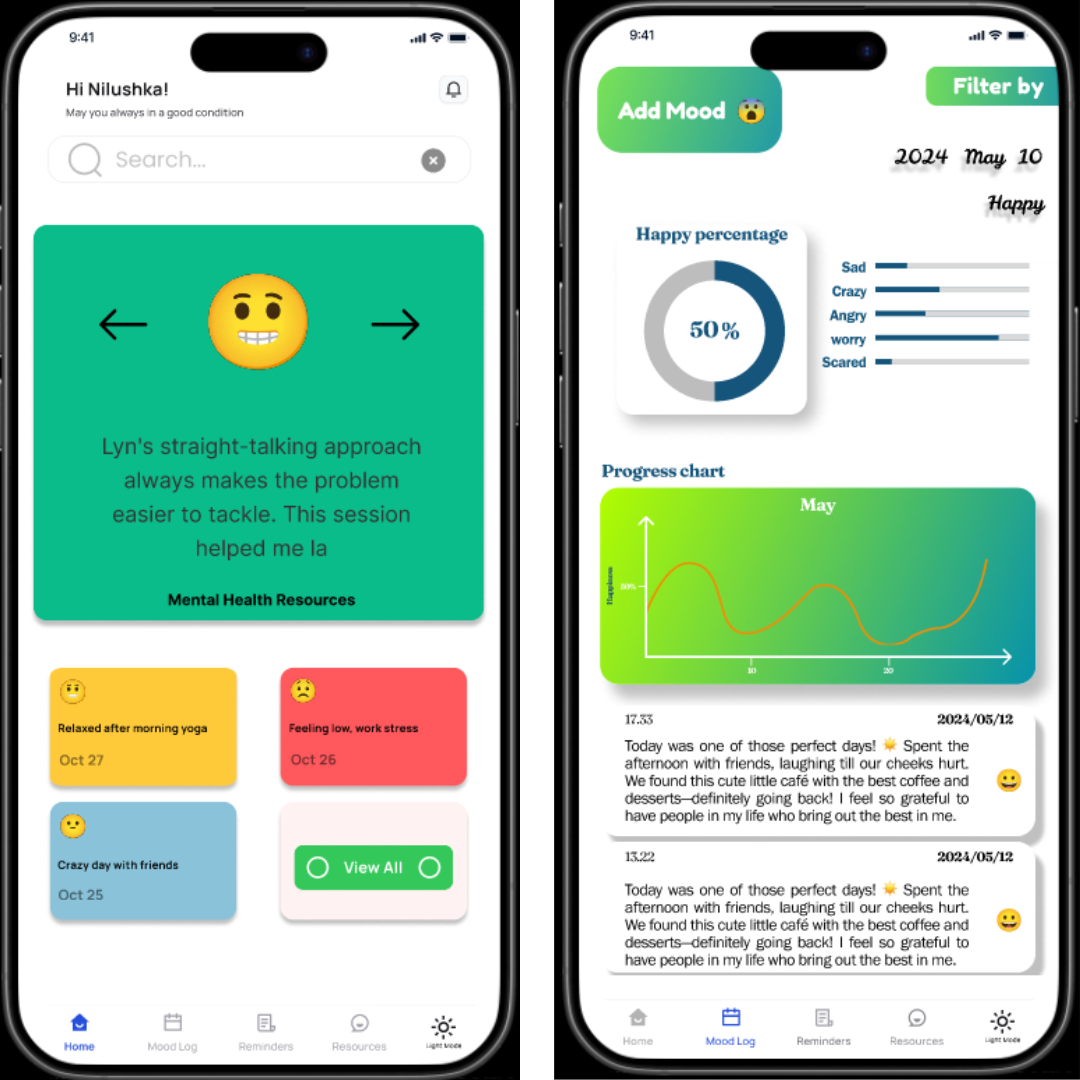 9:41
Hi Nilushka!
May you always in a good condition
Search...
Lyn's straight-talking approach
always makes the problem
easier to tackle. This session
helped me la
Mental Health Resources
Relaxed after morning yoga
Oct 27
Feeling low, work stress
Oct 26
Crazy day with friends
Oct 25
View All
Home
Mood Log
Reminders
Resources
Light Mode
9:41
Add Mood
Filter by
2024 May 10
Happy
Happy percentage
50%
Sad
Crazy
Angry
worry
Scared
Progress chart
May
Happiness
50%
10
20
17.33
2024/05/12
Today was one of those perfect days! ☀️ Spent the
afternoon with friends, laughing till our cheeks hurt.
We found this cute little café with the best coffee and
desserts—definitely going back! I feel so grateful to
have people in my life who bring out the best in me.
13.22
2024/05/12
Today was one of those perfect days! ☀️ Spent the
afternoon with friends, laughing till our cheeks hurt.
We found this cute little café with the best coffee and
desserts—definitely going back! I feel so grateful to
have people in my life who bring out the best in me.
Home
Mood Log
Reminders
Resources
Light Mode